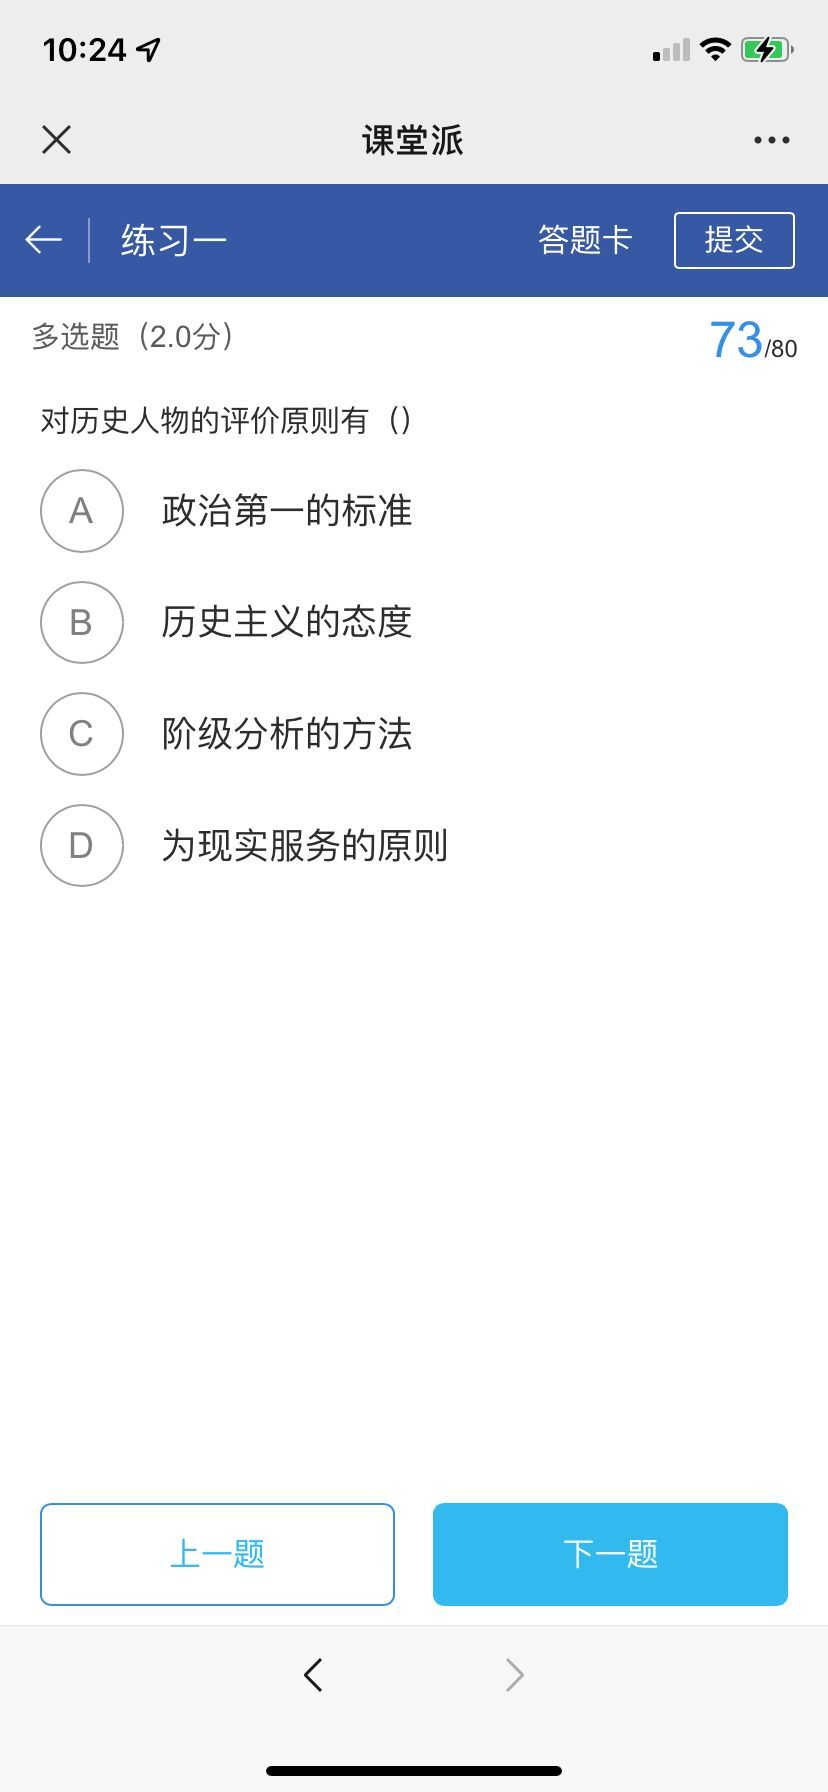 10:24
课堂派
练习一
答题卡
提交
多选题（2.0分）
73/80
对历史人物的评价原则有（）
A 政治第一的标准
B 历史主义的态度
C 阶级分析的方法
D 为现实服务的原则
上一题
下一题